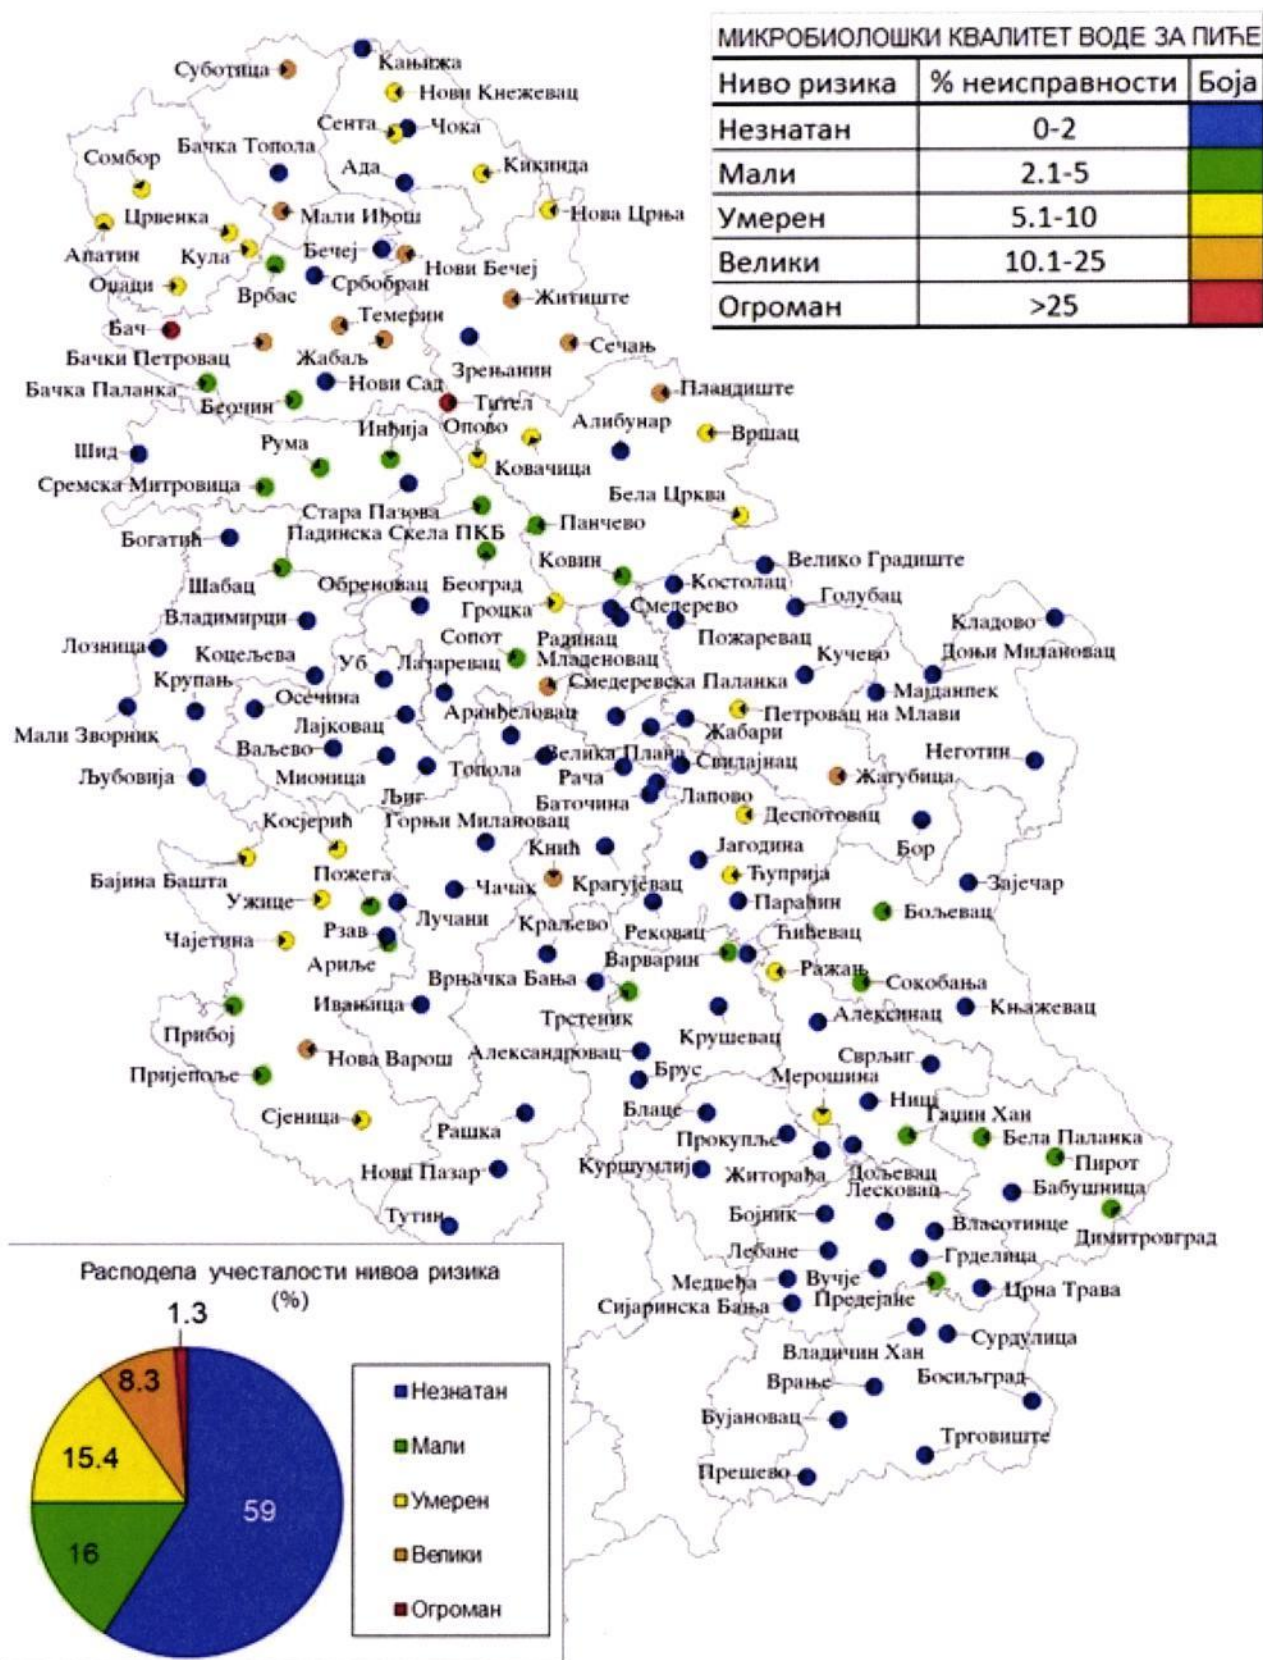 МИКРОБИОЛОШКИ КВАЛИТЕТ ВОДЕ ЗА ПИЋЕ
Ниво ризика % неисправности Боја
Незнатан 0-2
Мали 2.1-5
Умерен 5.1-10
Велики 10.1-25
Огроман >25
Кањижа
Суботица
Нови Кнежевац
Сента
Чока
Бачка Топола
Сомбор
Ада
Кикинда
Мали Иђош
Нова Црња
Црвенка
Апатин
Кула
Бечеј
Нови Бечеј
Оџаци
Врбас
Србобран
Житиште
Темерин
Бач
Бачки Петровац
Жабаљ
Зрењанин
Сечањ
Бачка Паланка
Нови Сад
Пландиште
Беочин
Тител
Алибунар
Инђија
Опово
Вршац
Рума
Шид
Ковачица
Сремска Митровица
Бела Црква
Стара Пазова
Панчево
Падинска Скела ПКБ
Богатић
Велико Градиште
Ковин
Шабац
Обреновац
Београд
Костолац
Гроцка
Смедерево
Голубац
Владимирци
Кладово
Сопот
Радинац
Пожаревац
Лозница
Коцељева
Уб
Лазаревац
Младеновац
Кучево
Доњи Милановац
Крупањ
Осечина
Смедеревска Паланка
Мајданпек
Лајковац
Аранђеловац
Петровац на Млави
Мали Зворник
Жабари
Ваљево
Велика Плана
Неготин
Мионица
Топола
Свилајнац
Љубовија
Рача
Жагубица
Љиг
Баточина
Лапово
Косјерић
Горњи Милановац
Деспотовац
Кнић
Бор
Јагодина
Бајина Башта
Пожега
Крагујевац
Ћуприја
Зајечар
Ужице
Чачак
Параћин
Лучани
Бољевац
Рзав
Краљево
Рековац
Ћићевац
Чајетина
Ариље
Варварин
Ражањ
Врњачка Бања
Сокобања
Ивањица
Трстеник
Књажевац
Прибој
Крушевац
Алексинац
Нова Варош
Александровац
Сврљиг
Пријепоље
Брус
Мерошина
Ниш
Сјеница
Блаце
Гаџин Хан
Рашка
Прокупље
Бела Паланка
Пирот
Нови Пазар
Куршумлиј
Житорађа
Дољевац
Бабушница
Лесковац
Тутин
Бојник
Власотинце
Димитровград
Лебане
Грделица
Медвеђа
Вучје
Црна Трава
Сијаринска Бања
Предејане
Сурдулица
Владичин Хан
Врање
Босиљград
Бујановац
Трговиште
Прешево
Расподела учесталости нивоа ризика
(%)
1.3
8.3
15.4
59
16
Незнатан
Мали
Умерен
Велики
Огроман